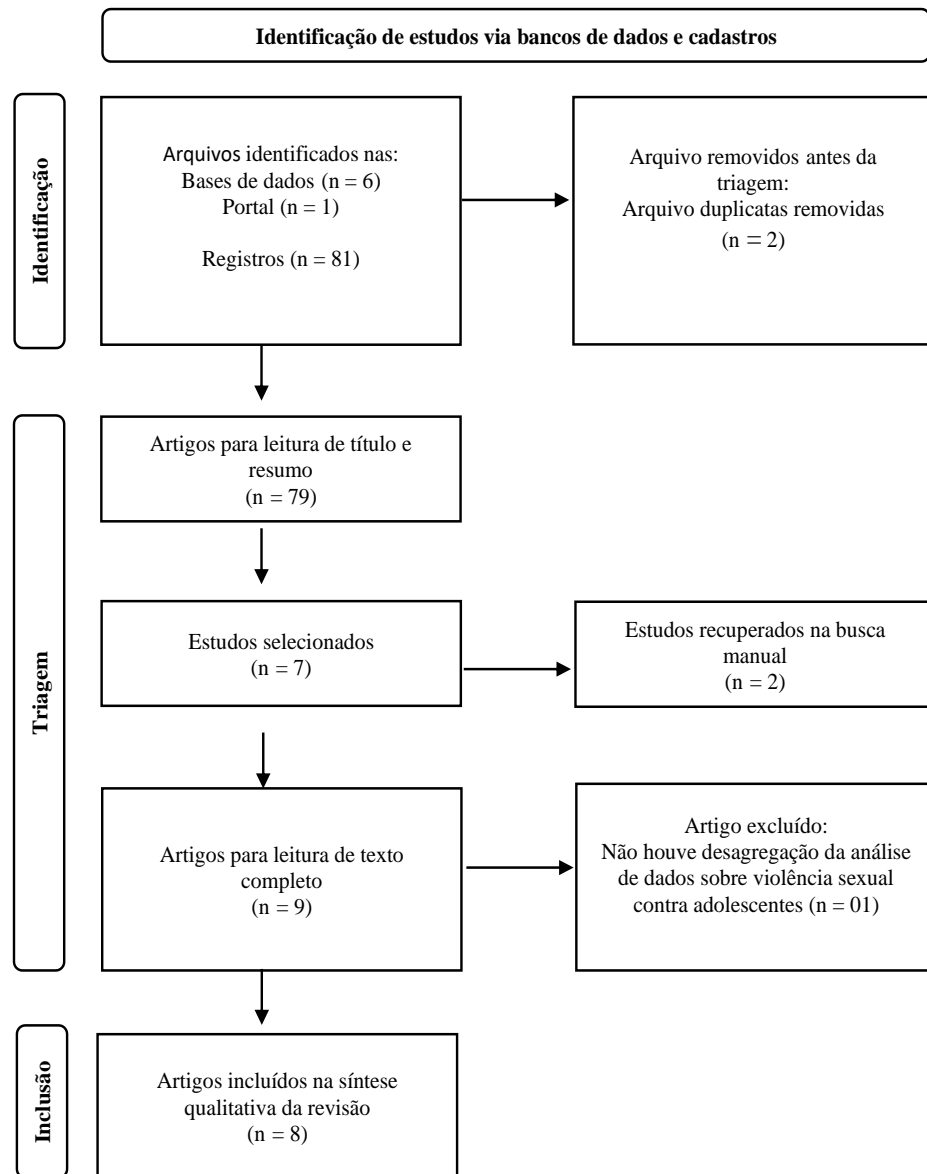 Identificação de estudos via bancos de dados e cadastros
Identificação
Arquivos identificados nas:
Bases de dados (n = 6)
Portal (n = 1)
Registros (n = 81)
Arquivo removidos antes da
triagem:
Arquivo duplicatas removidas
(n = 2)
Triagem
Artigos para leitura de título e
resumo
(n = 79)
Estudos selecionados
(n = 7)
Estudos recuperados na busca
manual
(n = 2)
Artigos para leitura de texto
completo
(n = 9)
Artigo excluído:
Não houve desagregação da análise
de dados sobre violência sexual
contra adolescentes (n = 01)
Inclusão
Artigos incluídos na síntese
qualitativa da revisão
(n = 8)